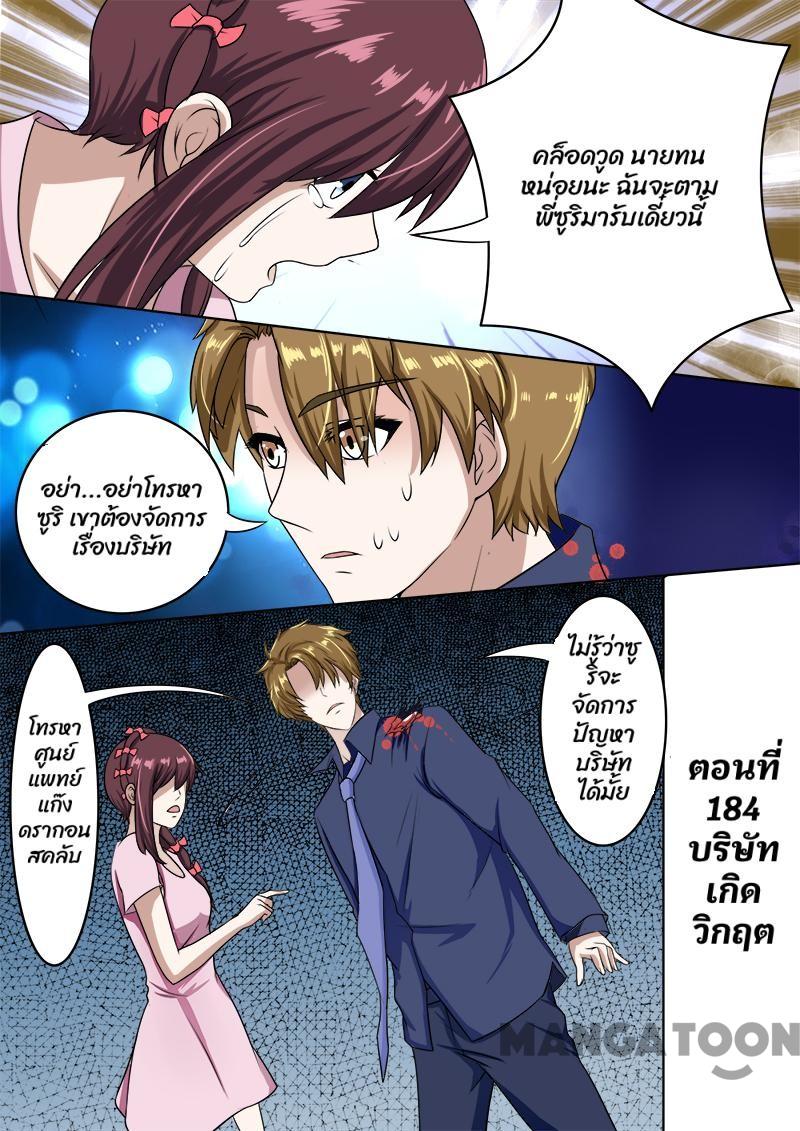 คล็อดวูด นายทน
หน่อยนะ ฉันจะตาม
พี่ซูริมารับเดี๋ยวนี้
อย่า...อย่าโทรหา
ซูริ เขาต้องจัดการ
เรื่องบริษัท
ไม่รู้ว่าซู
ริจะ
จัดการ
ปัญหา
บริษัท
ได้มั้ย
โทรหา
ศูนย์
แพทย์
แก๊ง
ดรากอน
สคลับ
ตอนที่
184
บริษัท
เกิด
วิกฤต
MANGATOON